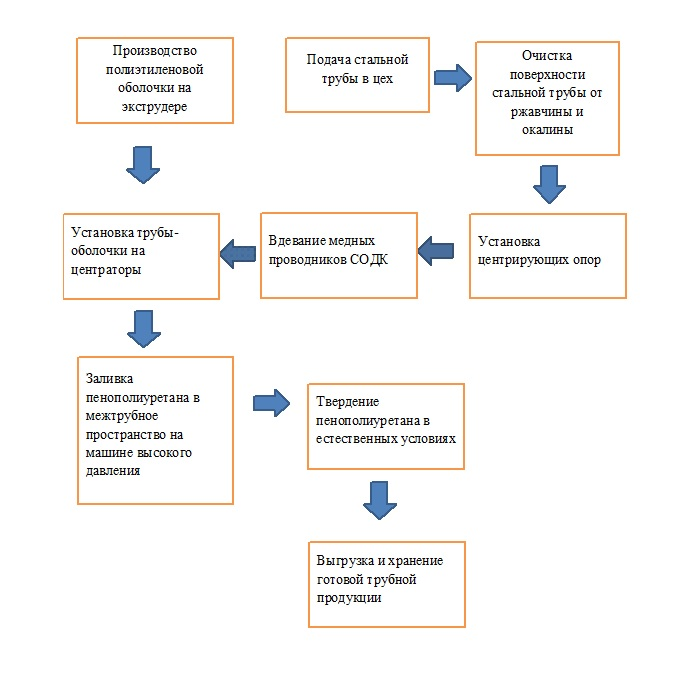 Производство
полиэтиленовой
оболочки на
экструдере
Подача стальной
трубы в цех
Очистка
поверхности
стальной трубы от
ржавчины и
окалины
Установка трубы-
оболочки на
центраторы
Вдевание медных
проводников СОДК
Установка
центрирующих опор
Заливка
пенополиуретана в
межтрубное
пространство на
машине высокого
давления
Твердение
пенополиуретана в
естественных условиях
Выгрузка и хранение
готовой трубной
продукции